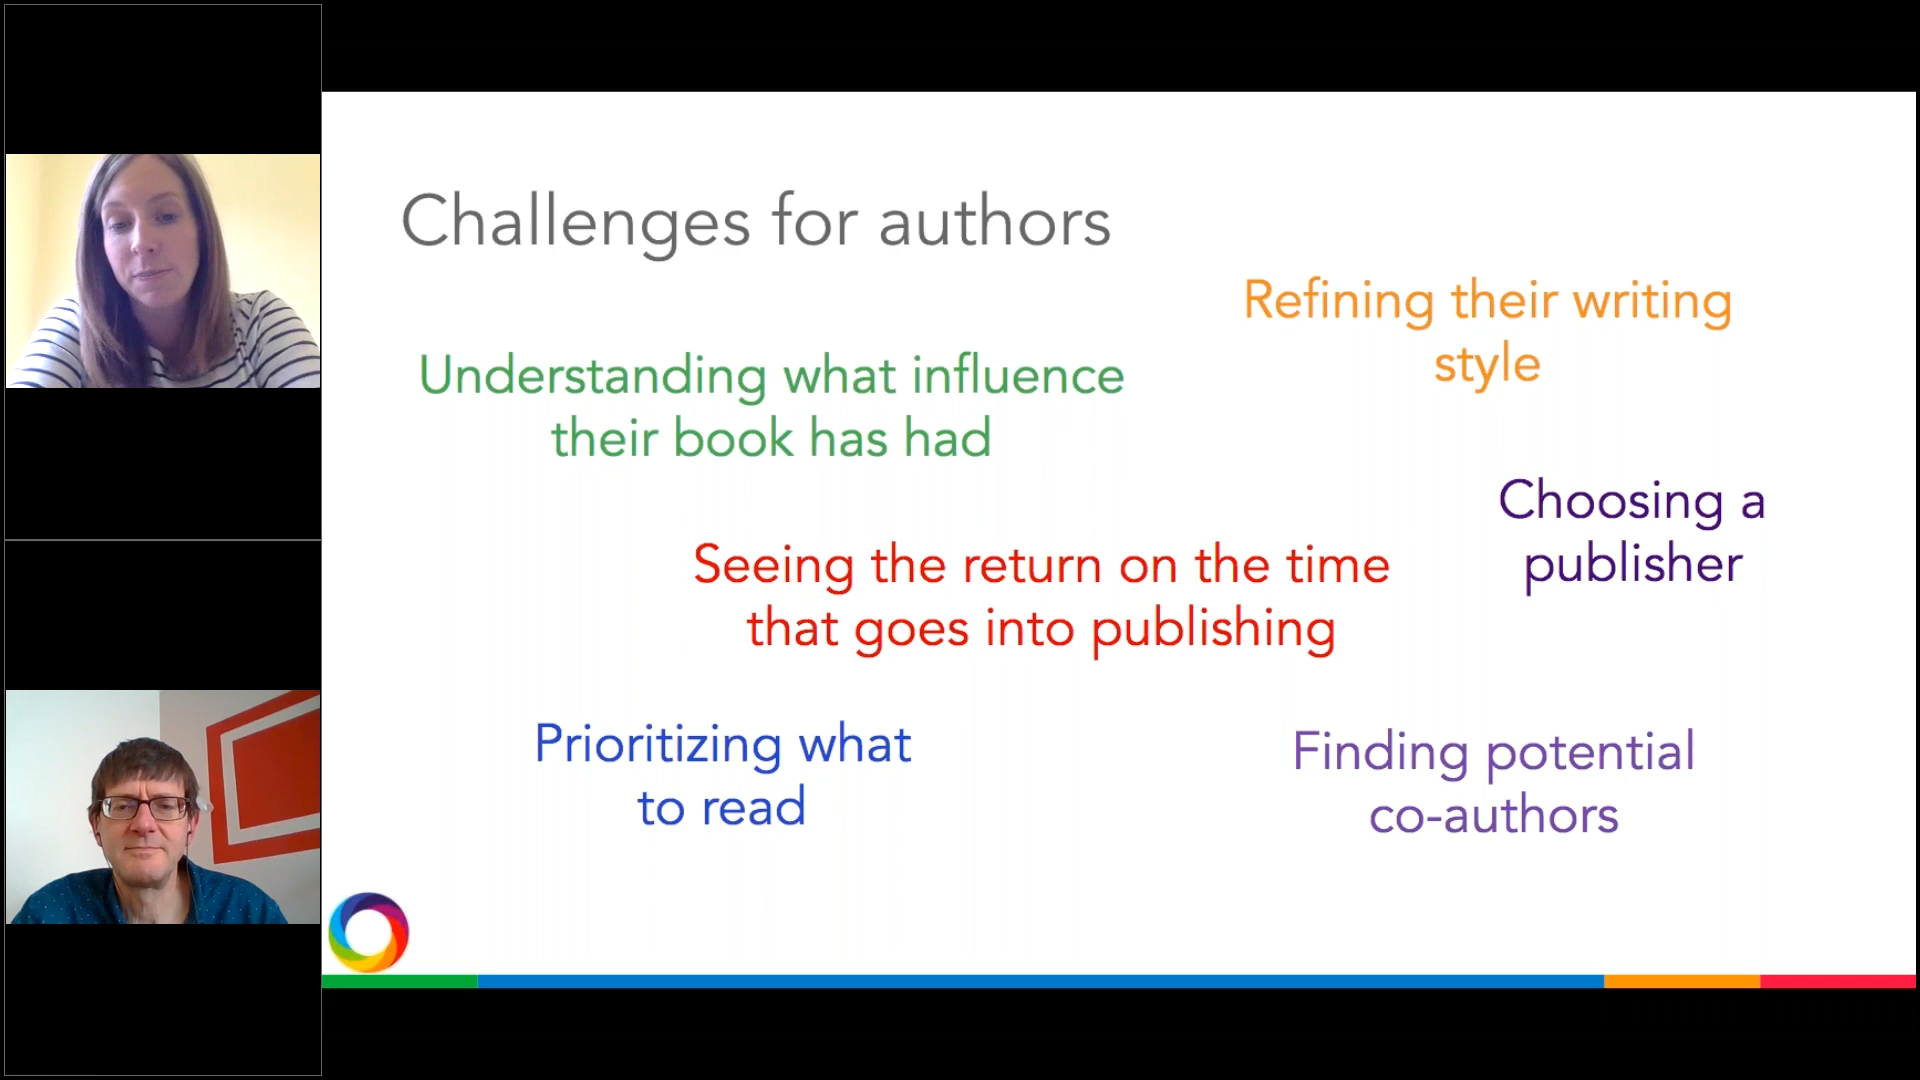 Challenges for authors
Refining their writing
style
Understanding what influence
their book has had
Choosing a
publisher
Seeing the return on the time
that goes into publishing
Prioritizing what
to read
Finding potential
co-authors